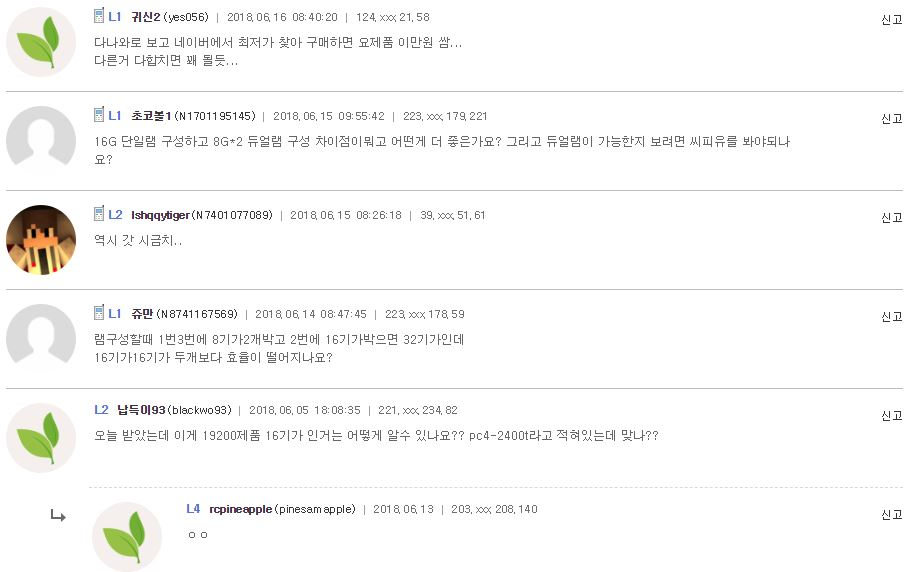 L1 귀신2 (yes056) | 2018.06.16 08:40:20 | 124.xxx.21.58 신고
다나와로 보고 네이버에서 최저가 찾아 구매하면 요제품 이만원 쌈...
다른거 다합치면 꽤 될듯...
L1 초코볼1 (N1701195145) | 2018.06.15 09:55:42 | 223.xxx.179.221 신고
16G 단일램 구성하고 8G*2 듀얼램 구성 차이점이뭐고 어떤게 더 좋은가요? 그리고 듀얼램이 가능한지 보려면 씨피유를 봐야되나
요?
L2 lshqqytiger (N7401077089) | 2018.06.15 08:26:18 | 39.xxx.51.61 신고
역시 갓 시금치..
L1 쥬만 (N8741167569) | 2018.06.14 08:47:45 | 223.xxx.178.59 신고
램구성할때 1번3번에 8기가2개박고 2번에 16기가박으면 32기가인데
16기가16기가 두개보다 효율이 떨어지나요?
L2 납득이93 (blackwo93) | 2018.06.05 18:08:35 | 221.xxx.234.82 신고
오늘 받았는데 이게 19200제품 16기가 인거는 어떻게 알수 있나요?? pc4-2400t라고 적혀있는데 맞나??
L4 rcpineapple (pinesamapple) | 2018.06.13 | 203.xxx.208.140 신고
ㅇㅇ